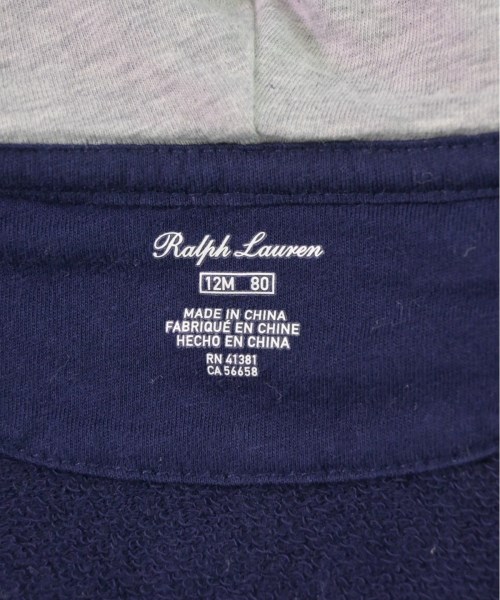 Ralph Lauren
12M 80
MADE IN CHINA
FABRIQUÉ EN CHINE
HECHO EN CHINA
RN 41381
CA 56658